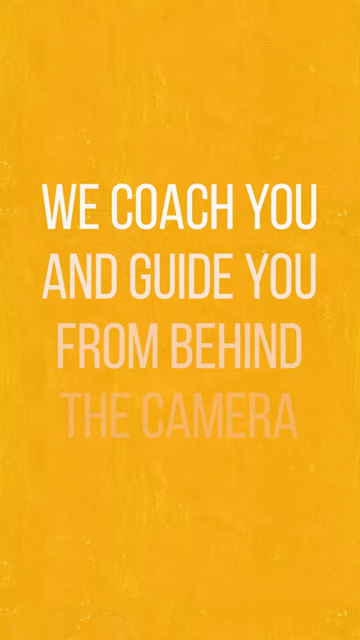 WE COACH YOU
AND GUIDE YOU
FROM BEHIND
THE CAMERA